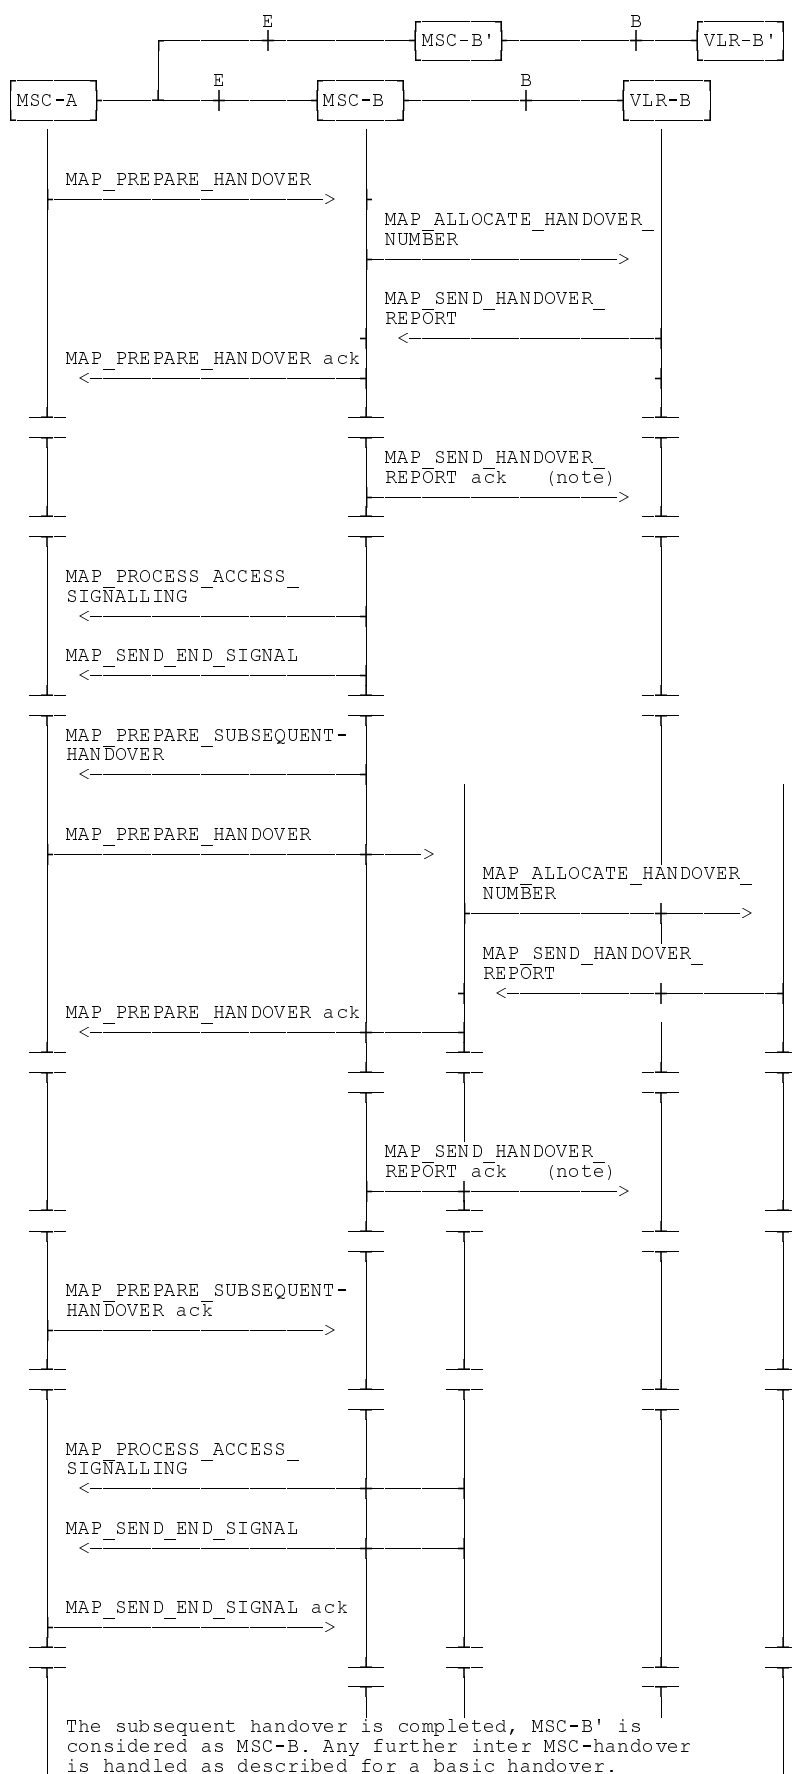 E B
MSC-B' VLR-B'
E B
MSC-A MSC-B VLR-B
MAP_PREPARE_HANDOVER
MAP_ALLOCATE_HANDOVER_
NUMBER
MAP_SEND_HANDOVER_
REPORT
MAP_PREPARE_HANDOVER ack
MAP_SEND_HANDOVER_
REPORT ack (note)
MAP_PROCESS_ACCESS_
SIGNALLING
MAP_SEND_END_SIGNAL
MAP_PREPARE_SUBSEQUENT-
HANDOVER
MAP_PREPARE_HANDOVER
MAP_ALLOCATE_HANDOVER_
NUMBER
MAP_SEND_HANDOVER_
REPORT
MAP_PREPARE_HANDOVER ack
MAP_SEND_HANDOVER_
REPORT ack (note)
MAP_PREPARE_SUBSEQUENT-
HANDOVER ack
MAP_PROCESS_ACCESS_
SIGNALLING
MAP_SEND_END_SIGNAL
MAP_SEND_END_SIGNAL ack
The subsequent handover is completed, MSC-B' is
considered as MSC-B. Any further inter MSC-handover
is handled as described for a basic handover.